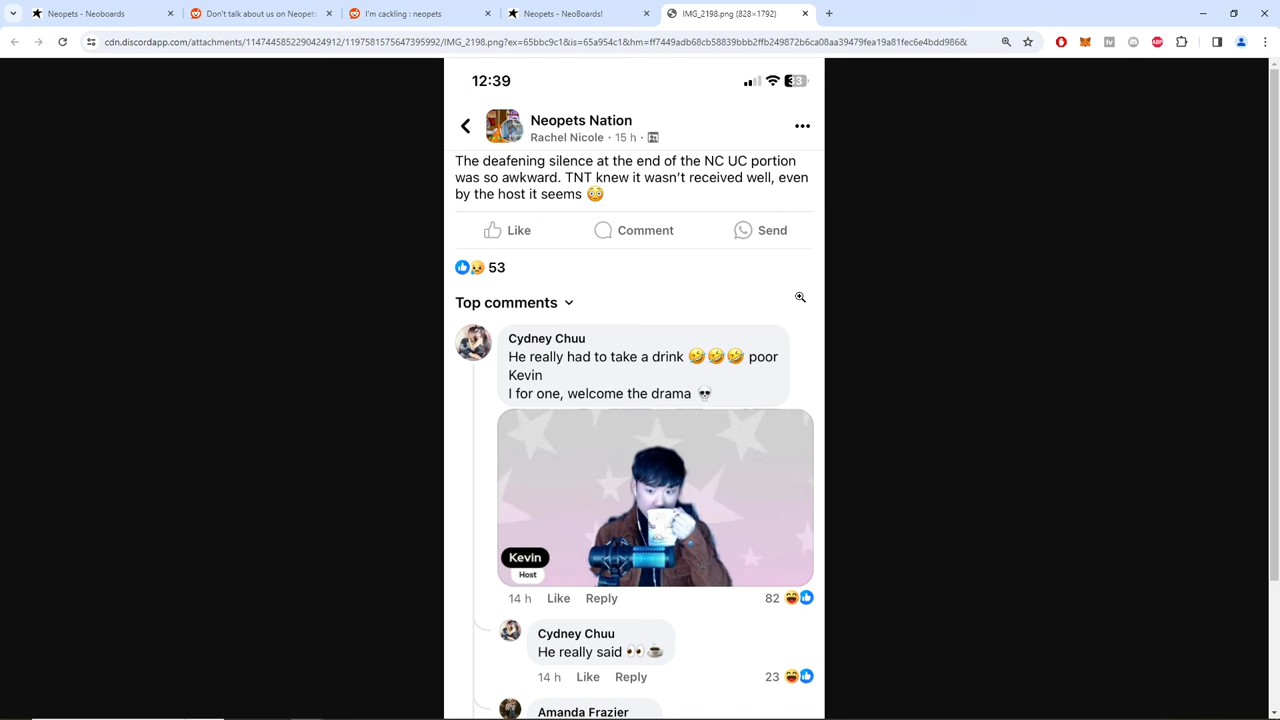 Neopets - Neoboards
Don't talk about us on Neopets
I'm cackling : neopets
Neopets - NeoBoards!
IMG_2198.png (828×1792)
cdn.discordapp.com/attachments/1147445852290424912/1197581575647395992/IMG_2198.png?ex=65bbc9c1&is=65a954c1&hm=ff7449adb68cb58839bbb2ffb249872b6ca08aa39479fea19a81fec6e4bdd986&
12:39
33
Neopets Nation
Rachel Nicole · 15 h ·
The deafening silence at the end of the NC UC portion
was so awkward. TNT knew it wasn't received well, even
by the host it seems 😳
Like
Comment
Send
53
Top comments
Cydney Chuu
He really had to take a drink 🤣🤣🤣 poor
Kevin
I for one, welcome the drama 💀
Kevin
Host
14 h Like Reply 82
Cydney Chuu
He really said 👀☕
14 h Like Reply 23
Amanda Frazier